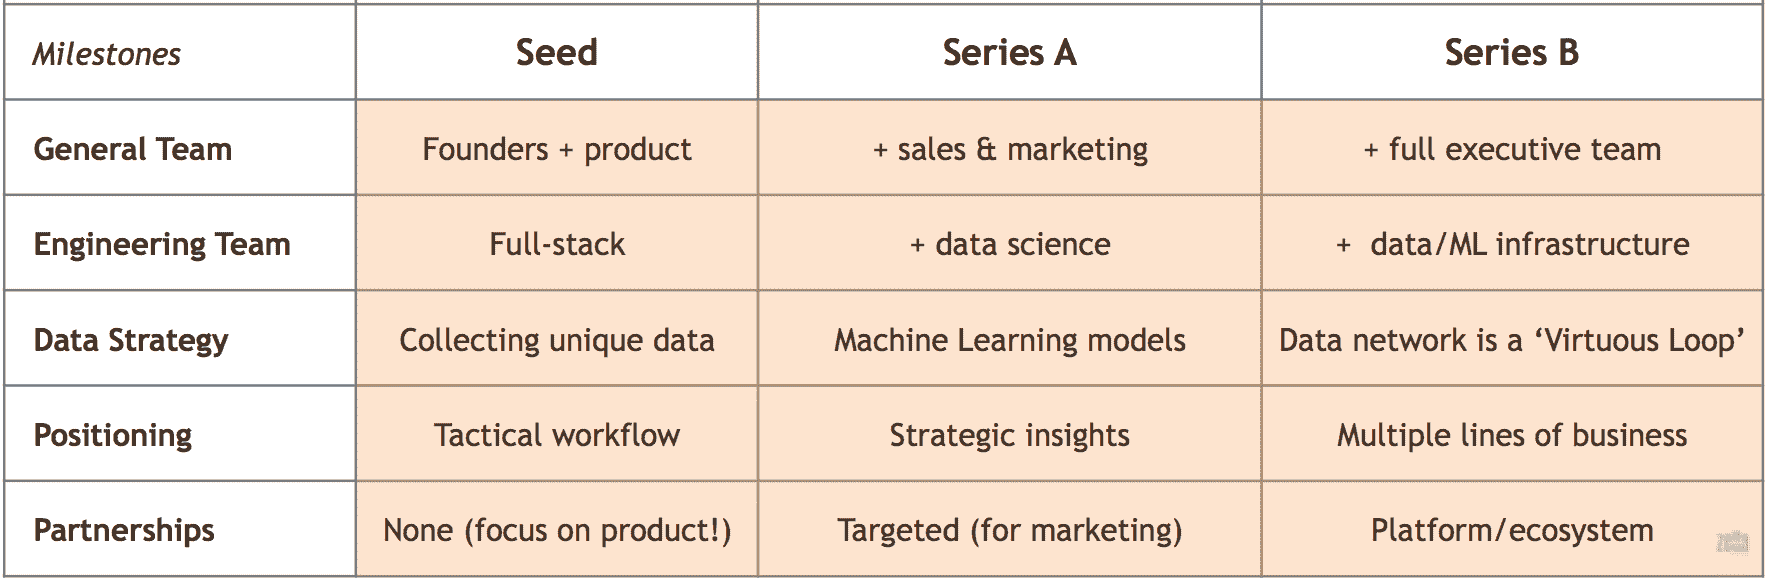 Milestones Seed Series A Series B
General Team Founders + product + sales & marketing + full executive team
Engineering Team Full-stack + data science + data/ML infrastructure
Data Strategy Collecting unique data Machine Learning models Data network is a ‘Virtuous Loop’
Positioning Tactical workflow Strategic insights Multiple lines of business
Partnerships None (focus on product!) Targeted (for marketing) Platform/ecosystem